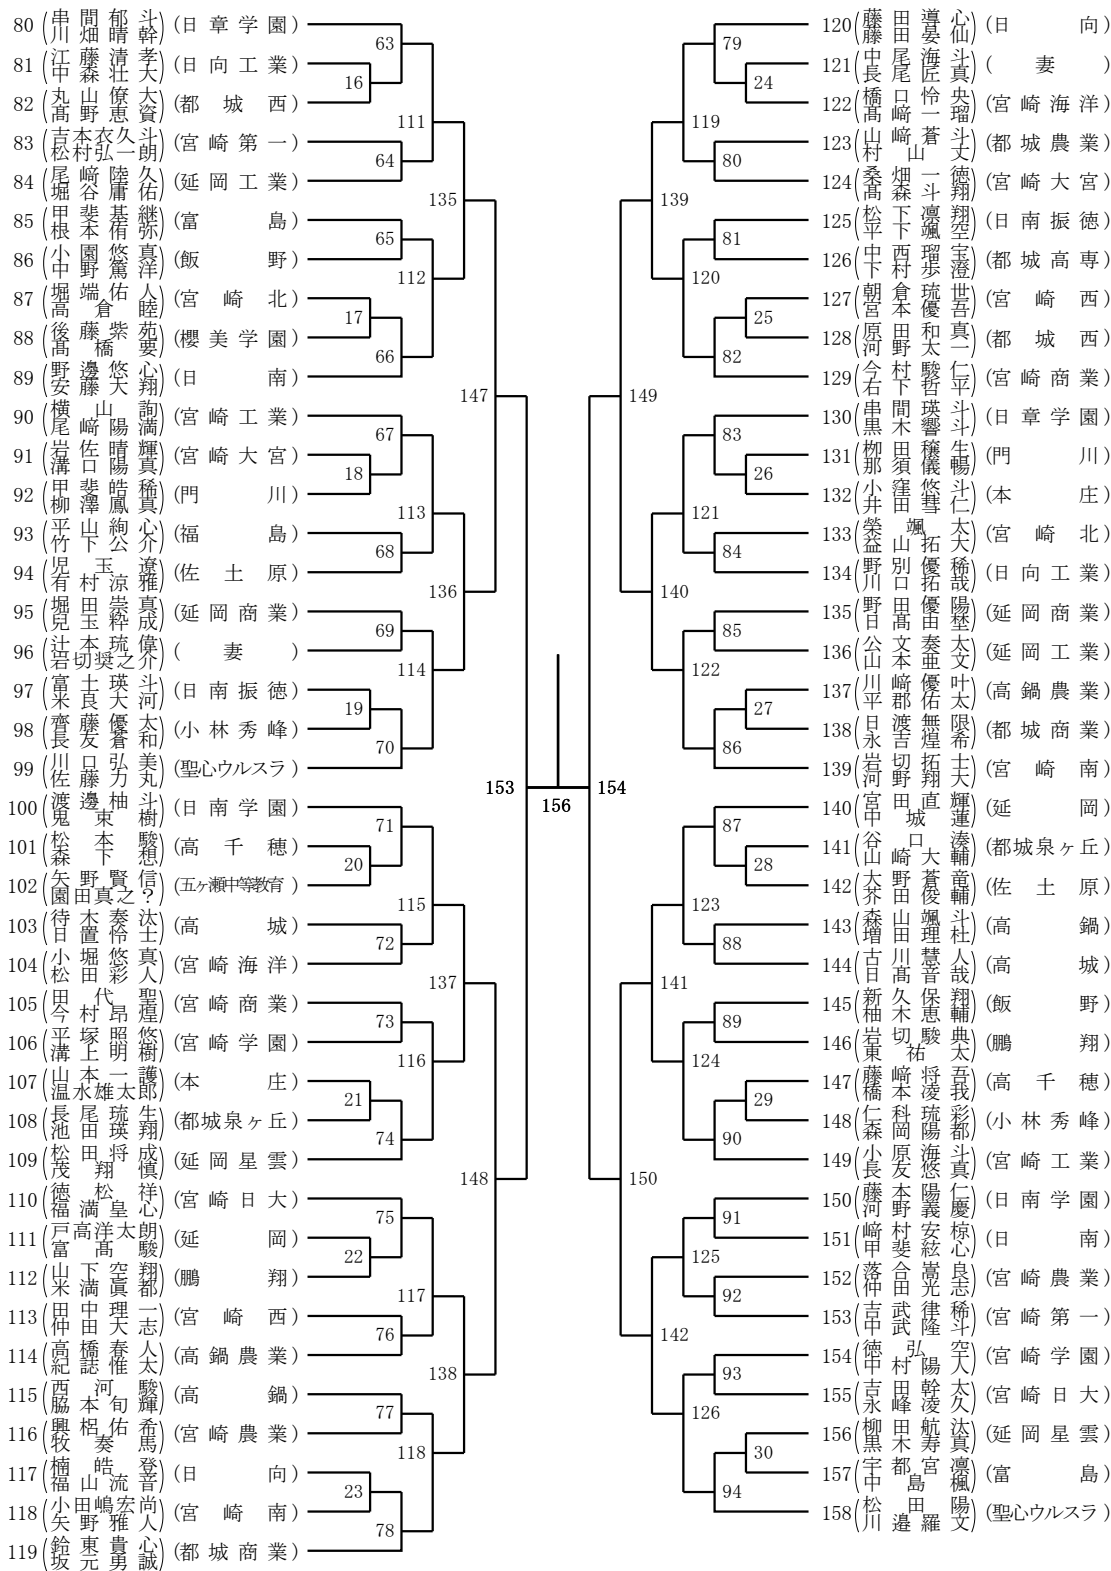 80 串間郁斗 川畑晴幹 (日章学園)
81 江藤清孝 中森壮大 (日向工業)
82 丸山僚大 髙野恵資 (都城西)
83 吉本衣久斗 松村弘一朗 (宮崎第一)
84 尾﨑陸久 堀谷庸佑 (延岡工業)
85 甲斐基継 根本侑弥 (富島)
86 小園悠真 中野篤洋 (飯野)
87 堀端佑人 高倉睦 (宮崎北)
88 後藤紫苑 髙橋要 (櫻美学園)
89 野邊悠心 安藤大翔 (日南)
90 横山詢 尾﨑陽満 (宮崎工業)
91 岩佐晴輝 溝口陽真 (宮崎大宮)
92 甲斐皓稀 柳澤鳳真 (門川)
93 平山絢心 竹下公介 (福島)
94 児玉遼 有村涼雅 (佐土原)
95 堀田崇真 兒玉粋成 (延岡商業)
96 辻本琉偉 岩切奨之介 (妻)
97 富士瑛斗 米良大河 (日南振徳)
98 齊藤優太 長友蒼和 (小林秀峰)
99 川口弘美 佐藤力丸 (聖心ウルスラ)
100 渡邊柚斗 鬼束樹 (日南学園)
101 松本駿 森下想 (高千穂)
102 矢野賢信 園田真之? (五ヶ瀬中等教育)
103 待木奏汰 日置怜士 (高城)
104 小堀悠真 松田彩人 (宮崎海洋)
105 田代聖 今村昂煌 (宮崎商業)
106 平塚照悠 溝上明樹 (宮崎学園)
107 山本一護 温水雄太郎 (本庄)
108 長尾琉生 池田瑛翔 (都城泉ヶ丘)
109 松田将成 茂翔慎 (延岡星雲)
110 徳松祥 福満皇心 (宮崎日大)
111 戸高洋太朗 富髙駿 (延岡)
112 山下空翔 米満眞都 (鵬翔)
113 田中理一 仲田大志 (宮崎西)
114 高橋春人 紀誌惟太 (高鍋農業)
115 西河駿 脇本旬輝 (高鍋)
116 興梠佑希 牧奏馬 (宮崎農業)
117 楠皓登 福山流音 (日向)
118 小田嶋宏尚 矢野雅人 (宮崎南)
119 鈴東貴心 坂元勇誠 (都城商業)
63
16
111
64
135
65
112
17
66
147
67
18
113
68
136
69
114
19
70
153
71
20
115
72
137
73
116
21
74
148
75
22
117
76
138
77
118
23
78
156
154
79
24
119
80
139
81
120
25
82
149
83
26
121
84
140
85
122
27
86
87
28
123
88
141
89
124
29
90
150
91
125
92
142
93
126
30
94
120 藤田導心 藤田晏仙 (日向)
121 中尾海斗 長尾匠真 (妻)
122 橋口怜央 髙﨑一瑠 (宮崎海洋)
123 山﨑蒼斗 村山丈 (都城農業)
124 桑畑一徳 髙森斗翔 (宮崎大宮)
125 松下凛翔 平下颯空 (日南振徳)
126 中西瑠宝 下村歩澄 (都城高専)
127 朝倉琉世 宮本優吾 (宮崎西)
128 原田和真 河野太一 (都城西)
129 今村駿仁 右下哲平 (宮崎商業)
130 串間瑛斗 黒木響斗 (日章学園)
131 栁田穣生 那須儀暢 (門川)
132 小窪悠斗 井田彗仁 (本庄)
133 榮颯太 益山拓大 (宮崎北)
134 野別優稀 川口拓哉 (日向工業)
135 野田優陽 日髙由埜 (延岡商業)
136 公文奏太 山本亜文 (延岡工業)
137 川﨑優叶 平郡佑太 (高鍋農業)
138 日渡無限 永吉煌希 (都城商業)
139 岩切拓士 河野翔大 (宮崎南)
140 宮田直輝 中城蓮 (延岡)
141 谷口湊 山崎大輔 (都城泉ヶ丘)
142 大野蒼竜 芥田俊輔 (佐土原)
143 森山颯斗 増田理杜 (高鍋)
144 古川慧人 日髙音哉 (高城)
145 新久保翔 柚木恵輔 (飯野)
146 岩切駿典 東祐太 (鵬翔)
147 藤﨑将吾 橋本凌我 (高千穂)
148 仁科琉彩 森岡陽都 (小林秀峰)
149 小原海斗 長友悠真 (宮崎工業)
150 藤本陽仁 河野義慶 (日南学園)
151 﨑村安椋 甲斐絃心 (日南)
152 落合嵩良 仲田光志 (宮崎農業)
153 吉武律稀 中武隆斗 (宮崎第一)
154 徳弘空 中村陽人 (宮崎学園)
155 吉田幹太 永峰凌久 (宮崎日大)
156 柳田航汰 黒木寿真 (延岡星雲)
157 宇都宮凛 中島楓 (富島)
158 松田陽 川邉羅文 (聖心ウルスラ)